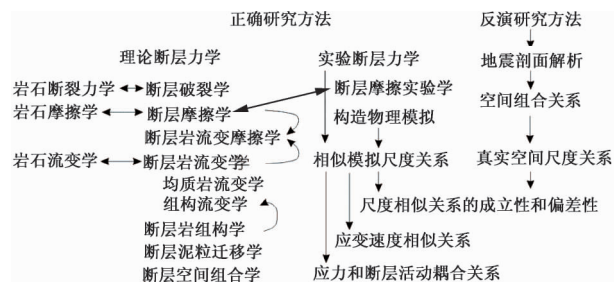 正确研究方法
反演研究方法
理论断层力学
实验断层力学
地震剖面解析
岩石断裂力学
断层破裂学
断层摩擦实验学
岩石摩擦学
断层摩擦学
构造物理模拟
空间组合关系
断层岩流变摩擦学
岩石流变学
断层岩流变学
相似模拟尺度关系
真实空间尺度关系
均质岩流变学
组构流变学
尺度相似关系的成立性和偏差性
断层岩组构学
应变速度相似关系
断层泥粒迁移学
断层空间组合学
应力和断层活动耦合关系